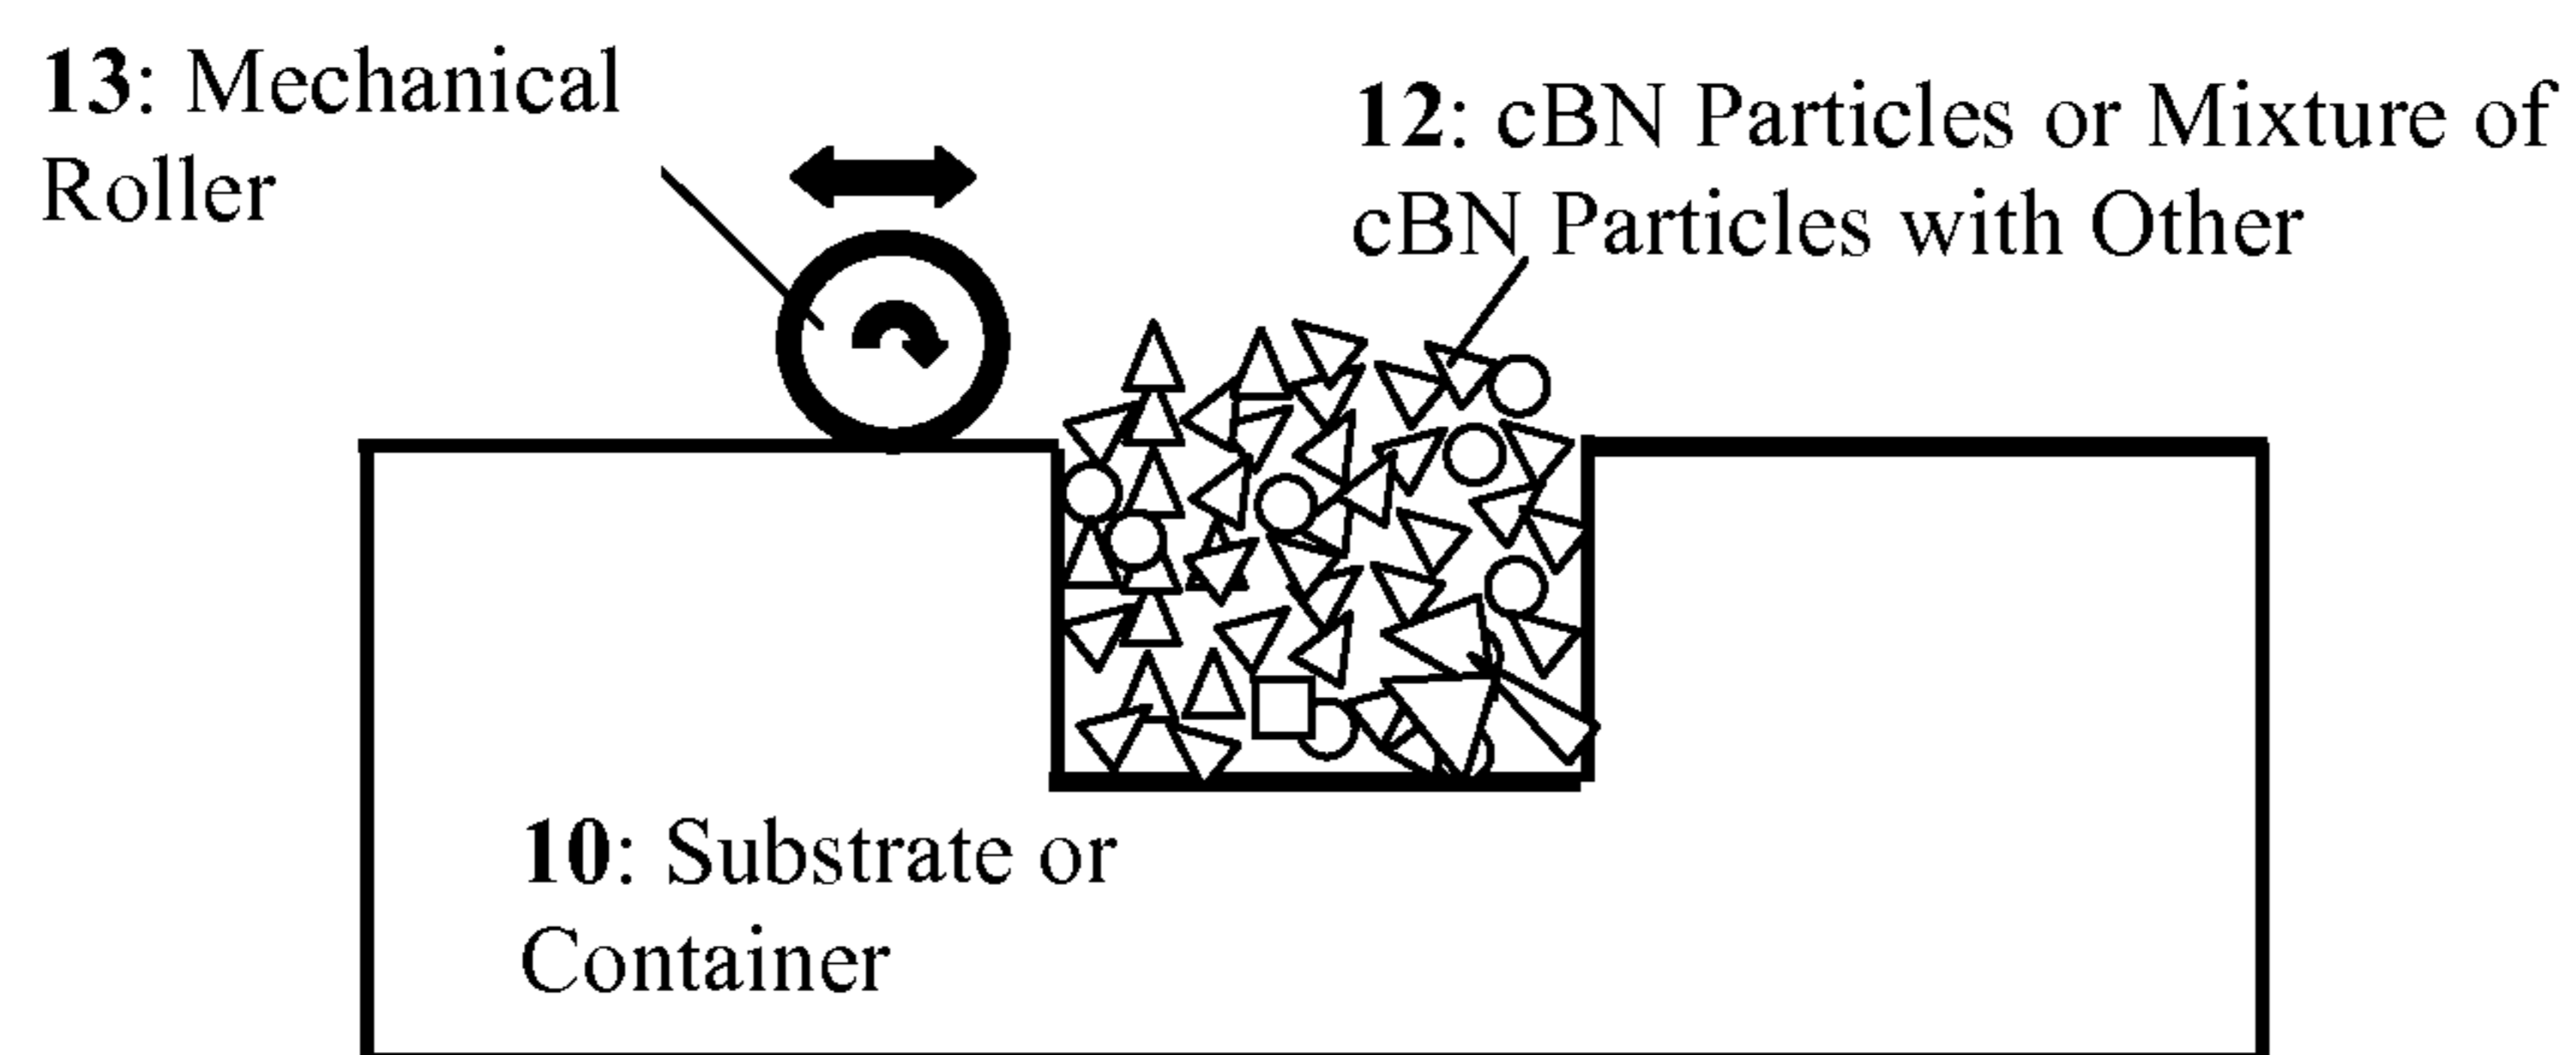 13: Mechanical
Roller
12: cBN Particles or Mixture of
cBN Particles with Other
10: Substrate or
Container